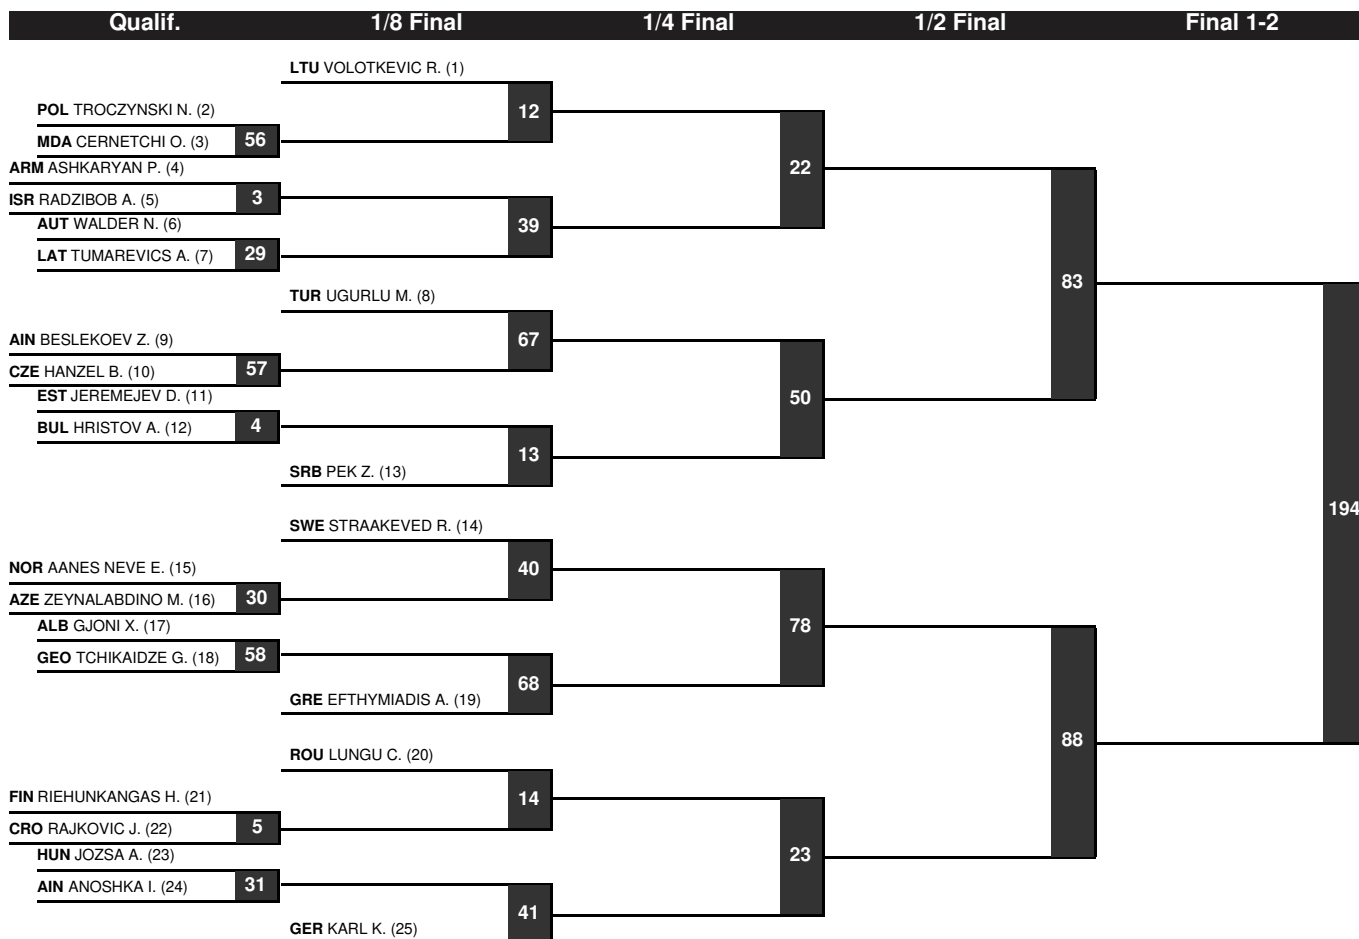 Qualif. 1/8 Final 1/4 Final 1/2 Final Final 1-2
LTU VOLOTKEVIC R. (1)
12
POL TROCZYNSKI N. (2)
MDA CERNETCHI O. (3) 56
ARM ASHKARYAN P. (4)
22
ISR RADZIBOB A. (5) 3
AUT WALDER N. (6)
39
LAT TUMAREVICS A. (7) 29
83
TUR UGURLU M. (8)
67
AIN BESLEKOEV Z. (9)
CZE HANZEL B. (10) 57
EST JEREMEJEV D. (11)
50
BUL HRISTOV A. (12) 4
13
SRB PEK Z. (13)
194
SWE STRAAKEVED R. (14)
40
NOR AANES NEVE E. (15)
AZE ZEYNALABDINO M. (16) 30
ALB GJONI X. (17)
78
GEO TCHIKAIDZE G. (18) 58
68
GRE EFTHYMIADIS A. (19)
88
ROU LUNGU C. (20)
14
FIN RIEHUNKANGAS H. (21)
CRO RAJKOVIC J. (22) 5
HUN JOZSA A. (23)
23
AIN ANOSHKA I. (24) 31
41
GER KARL K. (25)